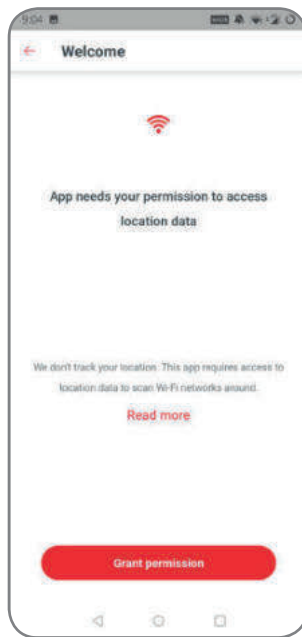 9:04
Welcome
App needs your permission to access
location data
We don't track your location. This app requires access to
location data to scan Wi-Fi networks around.
Read more
Grant permission